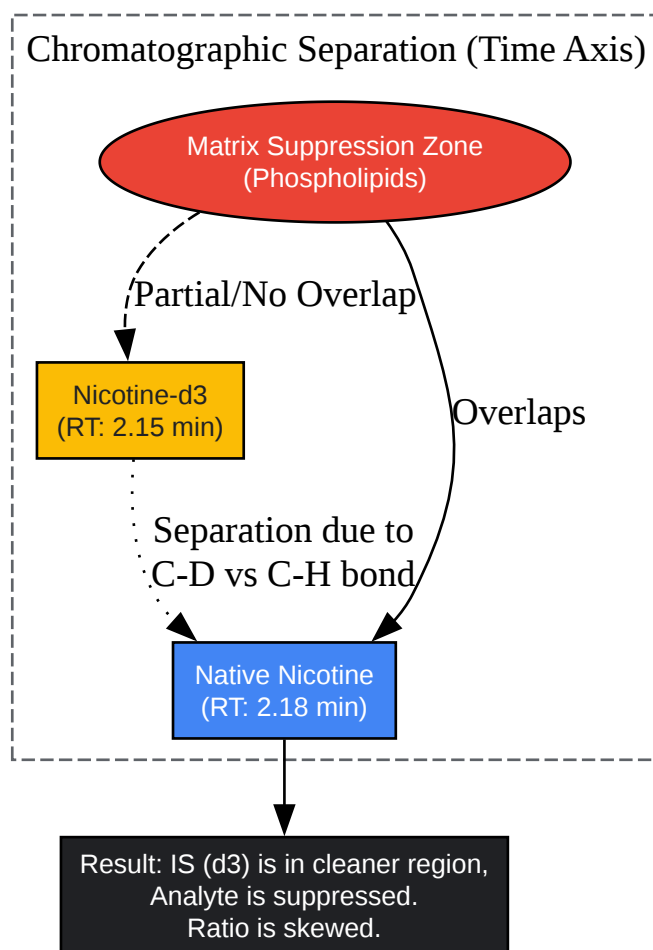 Chromatographic Separation (Time Axis)
Matrix Suppression Zone
(Phospholipids)
Partial/No Overlap
Nicotine-d3
(RT: 2.15 min)
Overlaps
Separation due to
C-D vs C-H bond
Native Nicotine
(RT: 2.18 min)
Result: IS (d3) is in cleaner region,
Analyte is suppressed.
Ratio is skewed.